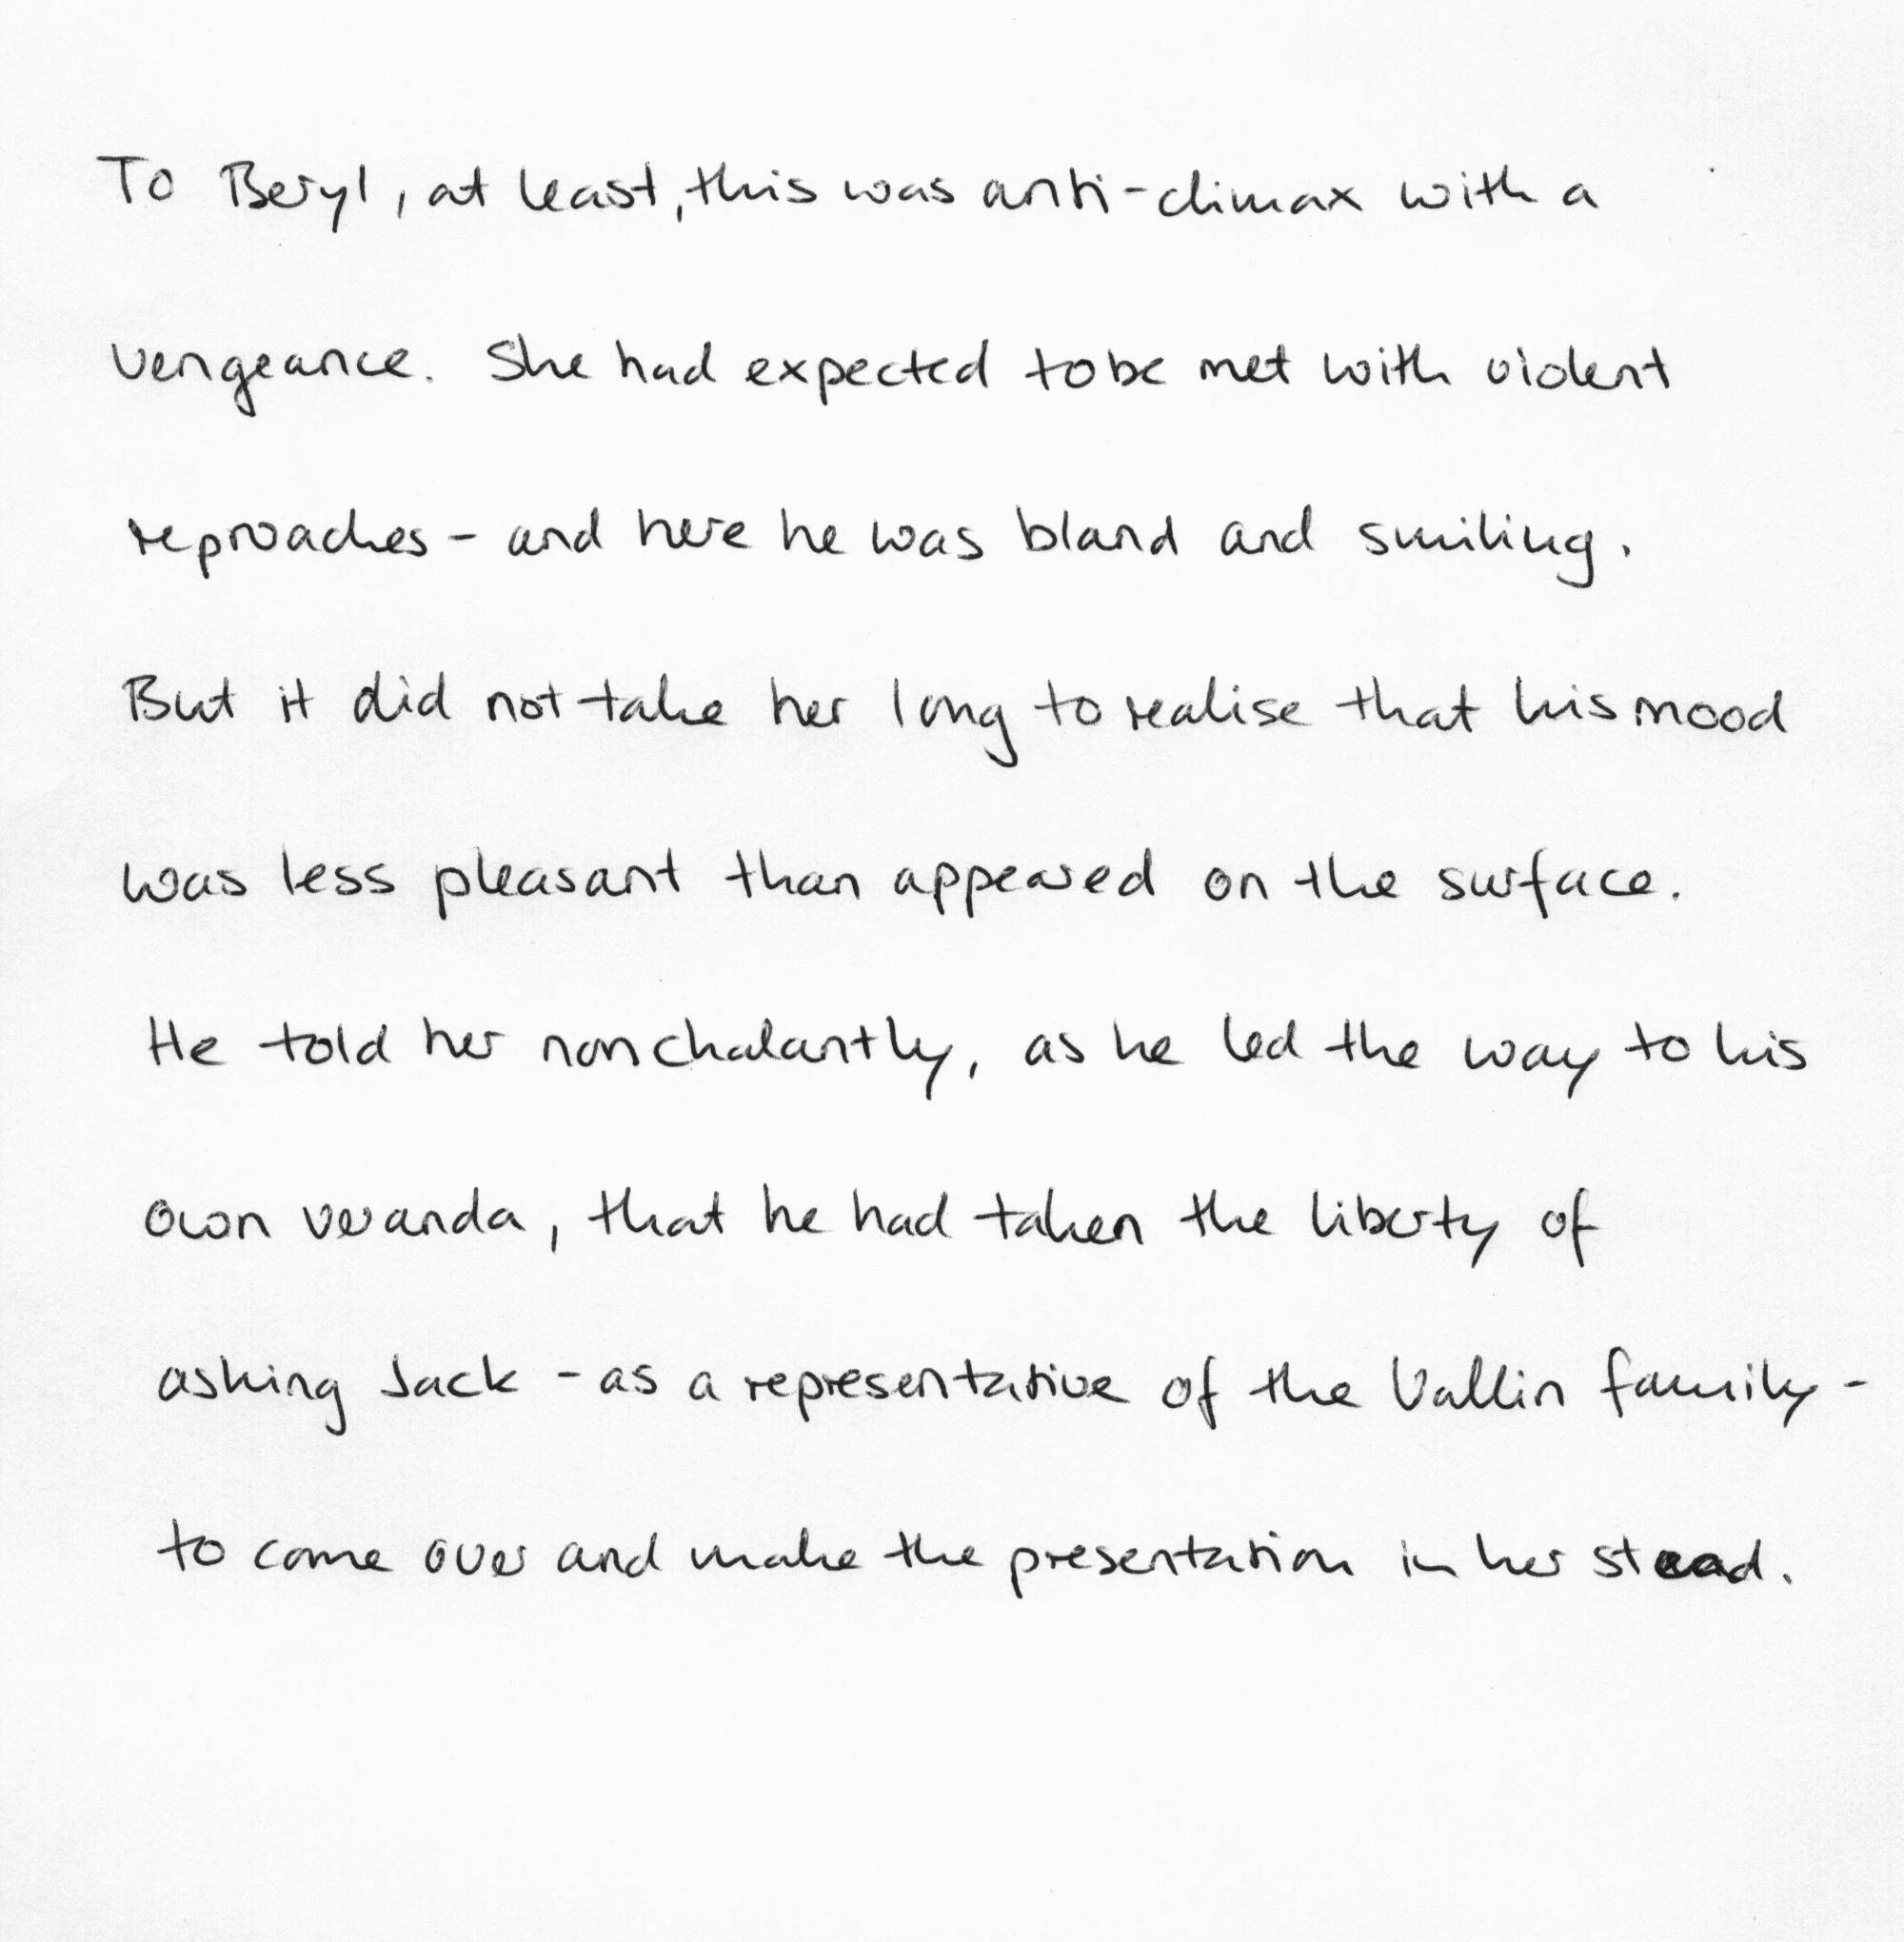 To Beryl, at least, this was anti-climax with a
vengeance. She had expected to be met with violent
reproaches - and here he was bland and smiling.
But it did not take her long to realise that his mood
was less pleasant than appeared on the surface.
He told her nonchalantly, as he led the way to his
own veranda, that he had taken the liberty of
asking Jack - as a representative of the Vallin family -
to come over and make the presentation in her stead.